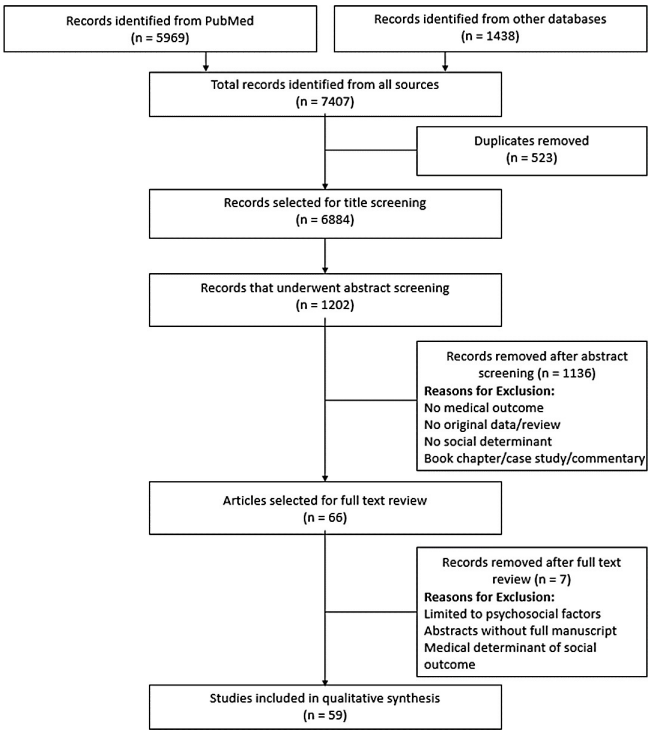 Records identified from PubMed
(n = 5969)
Records identified from other databases
(n = 1438)
Total records identified from all sources
(n = 7407)
Duplicates removed
(n = 523)
Records selected for title screening
(n = 6884)
Records that underwent abstract screening
(n = 1202)
Records removed after abstract
screening (n = 1136)
Reasons for Exclusion:
No medical outcome
No original data/review
No social determinant
Book chapter/case study/commentary
Articles selected for full text review
(n = 66)
Records removed after full text
review (n = 7)
Reasons for Exclusion:
Limited to psychosocial factors
Abstracts without full manuscript
Medical determinant of social
outcome
Studies included in qualitative synthesis
(n = 59)